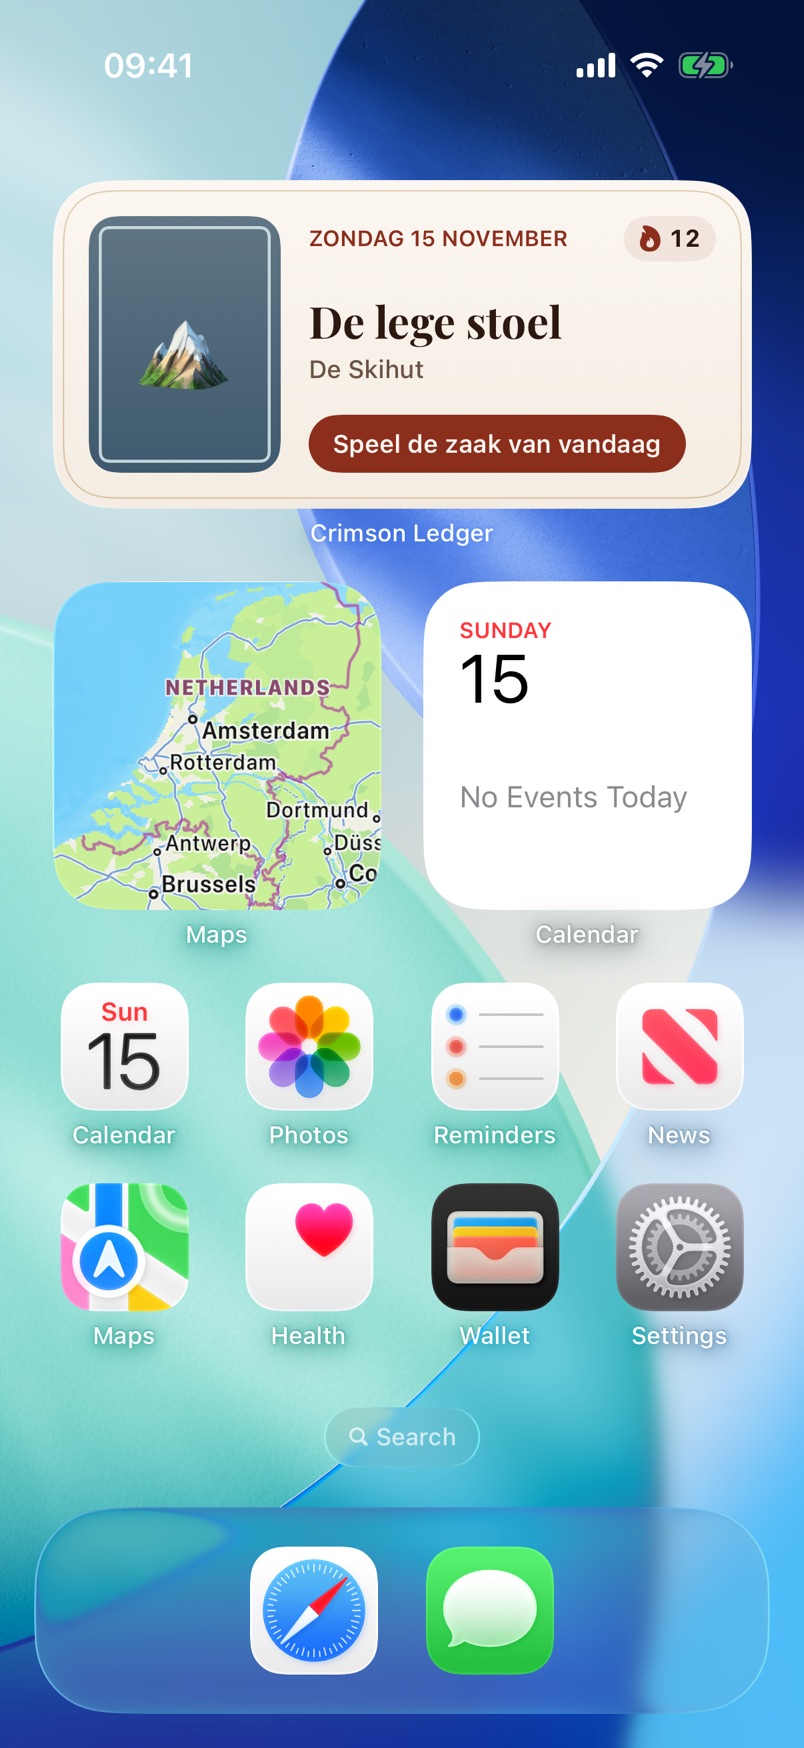 09:41
ZONDAG 15 NOVEMBER
12
De lege stoel
De Skihut
Speel de zaak van vandaag
Crimson Ledger
NETHERLANDS
Amsterdam
Rotterdam
Dortmund
Antwerp
Düss
Brussels
Co
Maps
SUNDAY
15
No Events Today
Calendar
Sun
15
Calendar
Photos
Reminders
News
Maps
Health
Wallet
Settings
Search